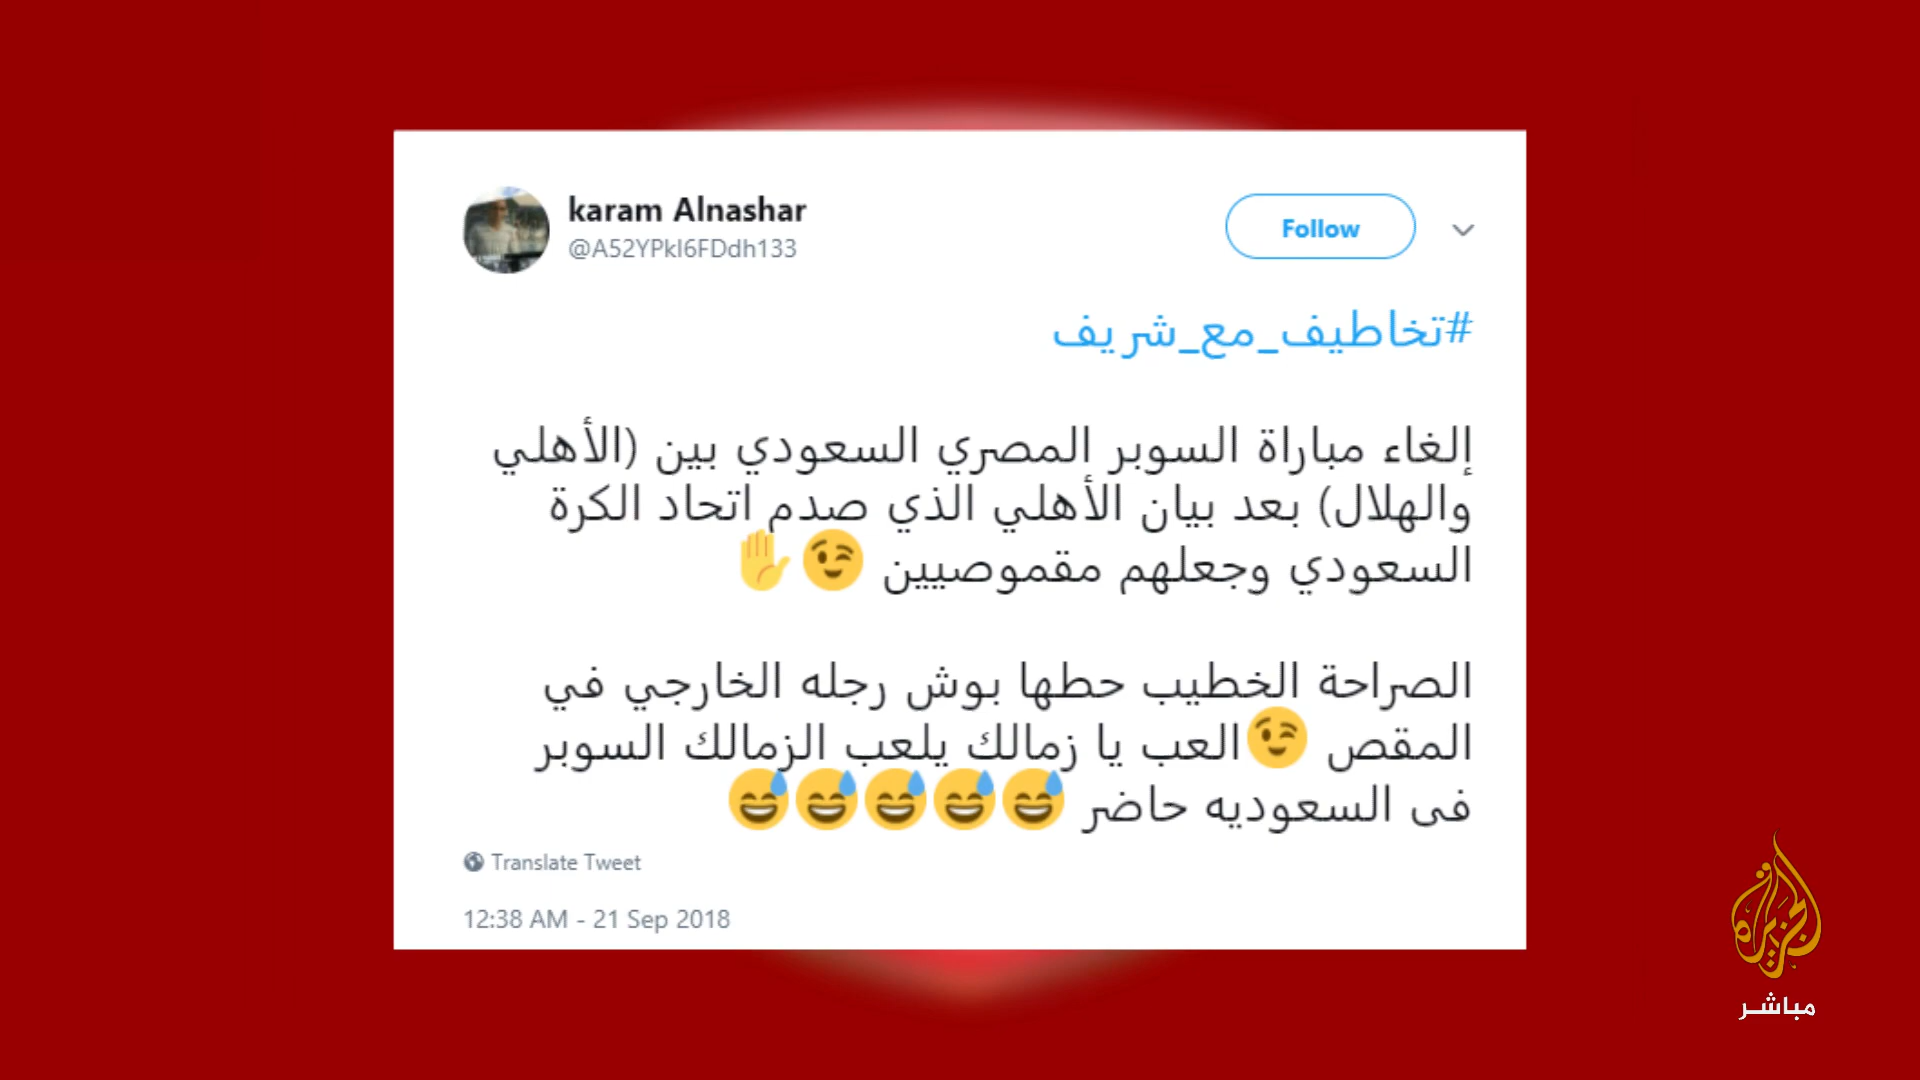 karam Alnashar
@A52YPkI6FDdh133
Follow
#تخاطيف_مع_شريف
إلغاء مباراة السوبر المصري السعودي بين (الأهلي
والهلال) بعد بيان الأهلي الذي صدم اتحاد الكرة
السعودي وجعلهم مقموصيين 😉✋
الصراحة الخطيب حطها بوش رجله الخارجي في
المقص 😉العب يا زمالك يلعب الزمالك السوبر
فى السعوديه حاضر 😅😅😅😅😅
Translate Tweet
12:38 AM - 21 Sep 2018
الجزيرة
مباشر